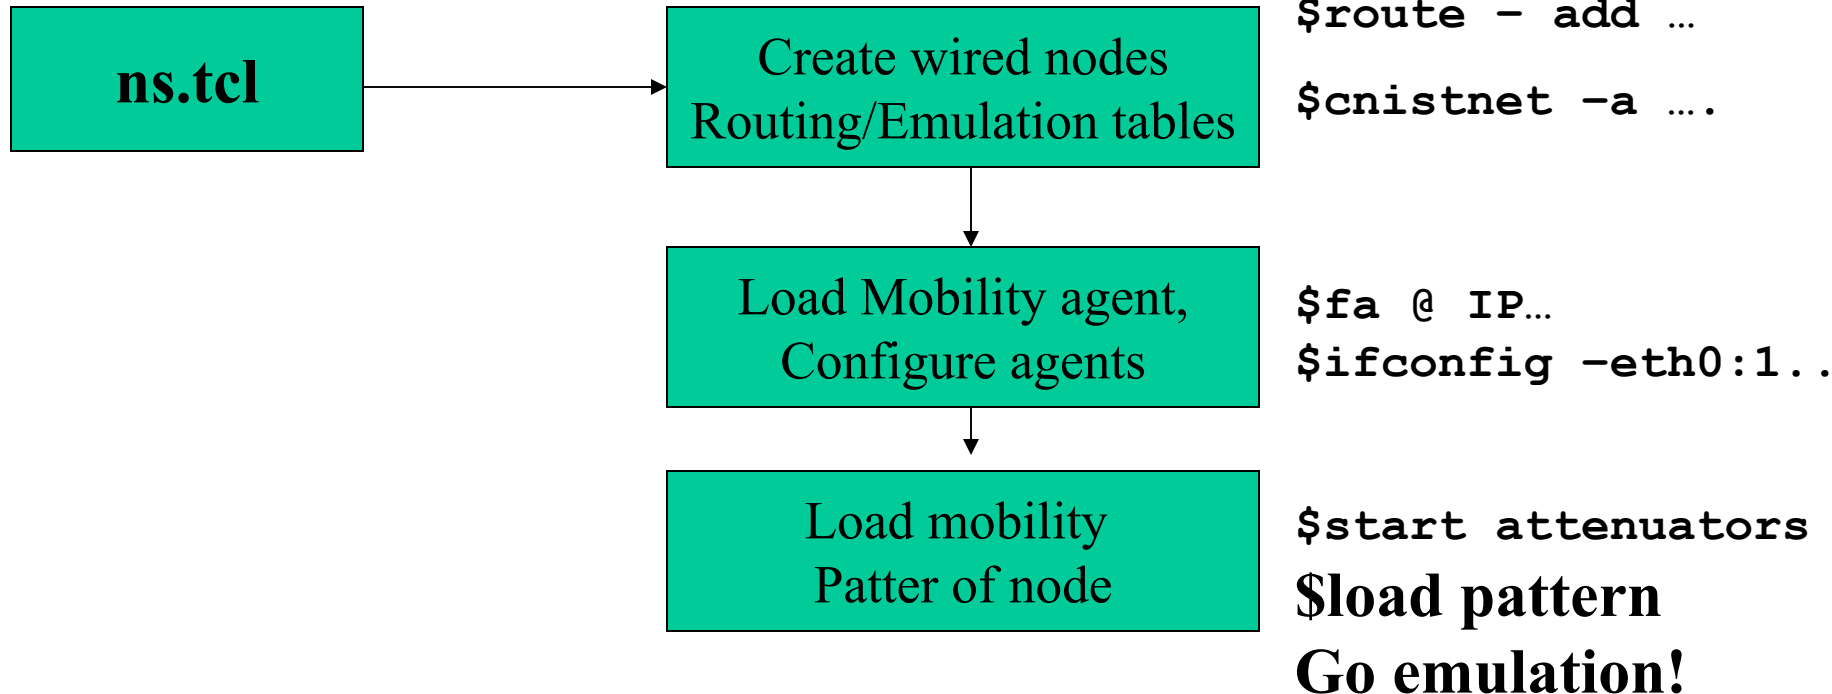 ns.tcl
Create wired nodes
Routing/Emulation tables
$route – add …
$cnistnet –a ….
Load Mobility agent,
Configure agents
$fa @ IP…
$ifconfig –eth0:1..
Load mobility
Patter of node
$start attenuators
$load pattern
Go emulation!